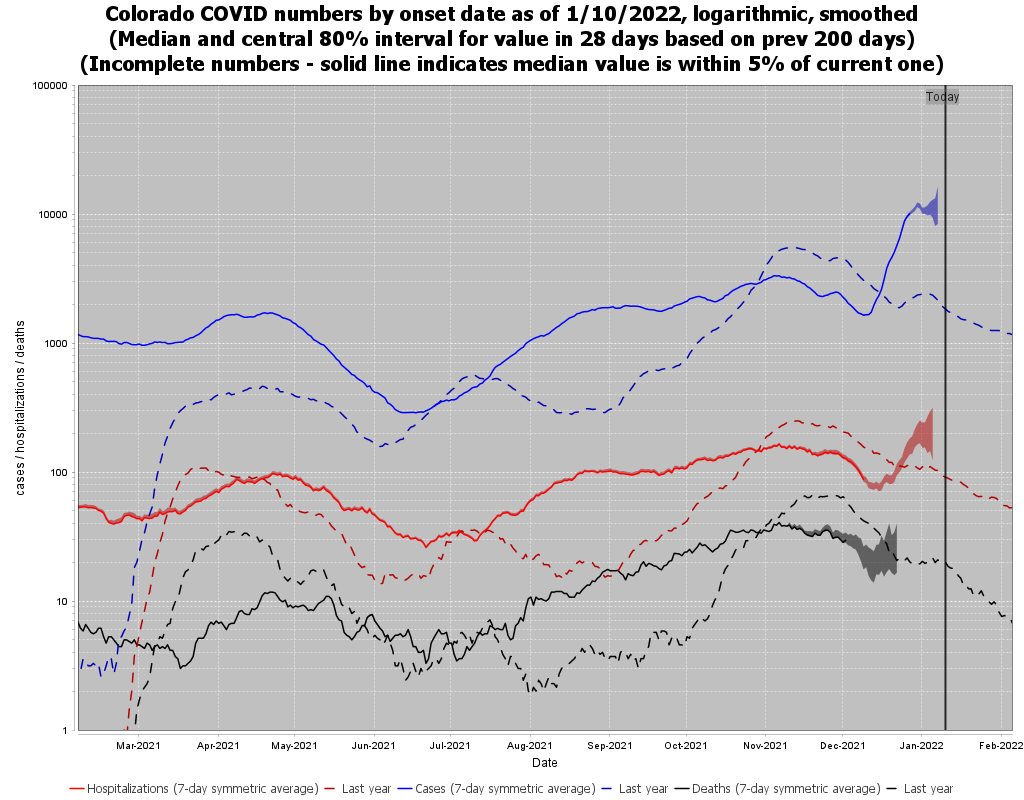 Colorado COVID numbers by onset date as of 1/10/2022, logarithmic, smoothed
(Median and central 80% interval for value in 28 days based on prev 200 days)
(Incomplete numbers - solid line indicates median value is within 5% of current one)
Today
100000
10000
1000
100
10
1
cases / hospitalizations / deaths
Mar-2021 Apr-2021 May-2021 Jun-2021 Jul-2021 Aug-2021 Sep-2021 Oct-2021 Nov-2021 Dec-2021 Jan-2022 Feb-2022
Date
Hospitalizations (7-day symmetric average) Last year Cases (7-day symmetric average) Last year Deaths (7-day symmetric average) Last year